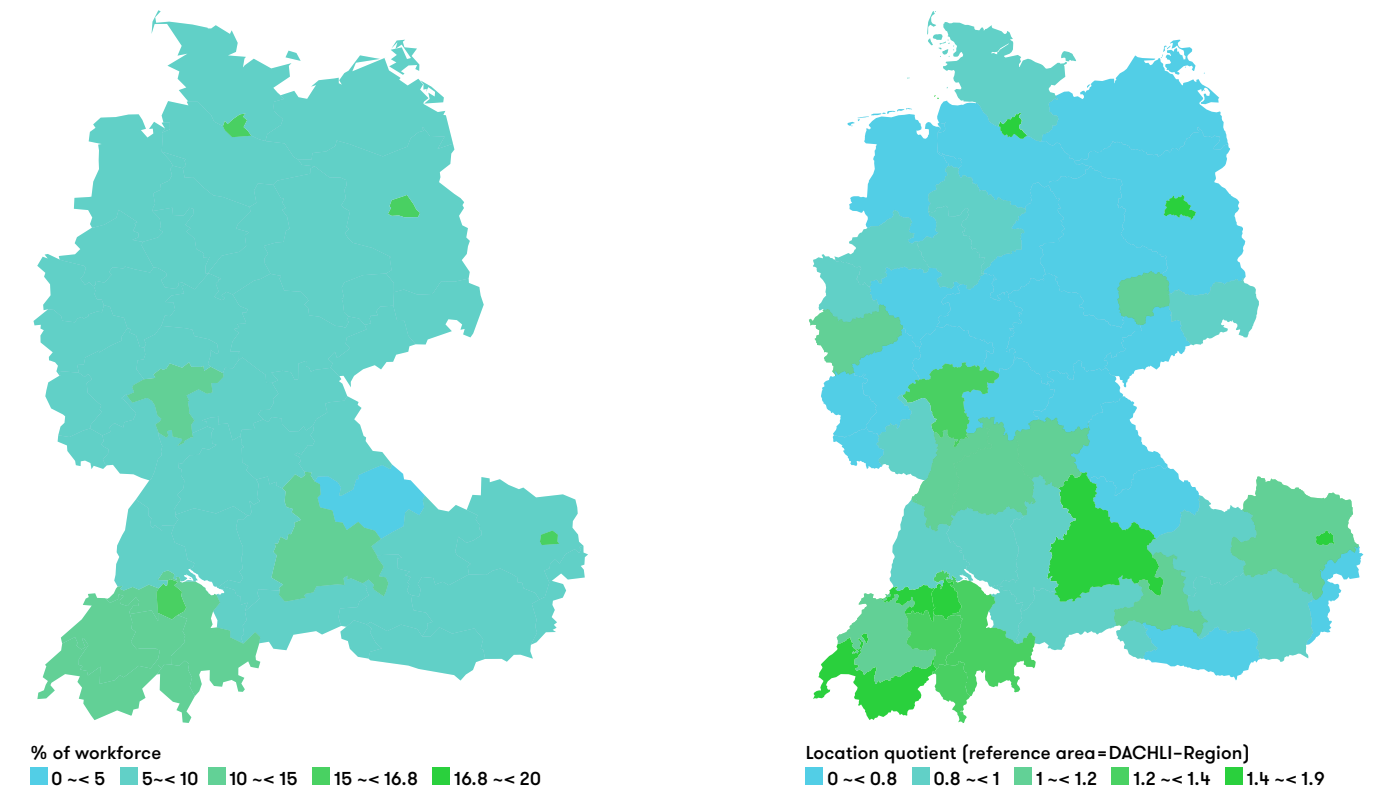 % of workforce
0 ~< 5 5~< 10 10 ~< 15 15 ~< 16.8 16.8 ~< 20
Location quotient (reference area=DACHLI-Region)
0 ~< 0.8 0.8 ~< 1 1 ~< 1.2 1.2 ~< 1.4 1.4 ~< 1.9